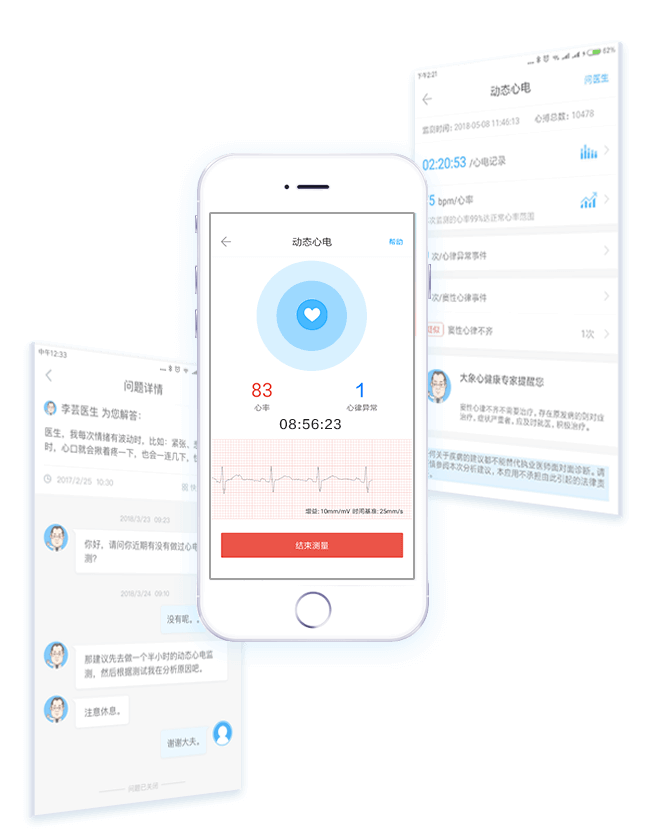 下午2:21
82%
动态心电
问医生
监测时间: 2018-05-08 11:46:13 心搏总数: 10478
02:20:53 /心电记录
5 bpm/心率
次监测的心率99%达正常心率范围
次/心律异常事件
次/窦性心律事件
疑似 窦性心律不齐 1次
大象心健康专家提醒您
窦性心律不齐不需要治疗, 存在原发病的则对症
治疗。症状严重者, 应及时就医, 积极治疗。
何关于疾病的建议都不能替代执业医师面对面诊断。请
慎参阅本次分析建议, 本应用不承担由此引起的法律责
动态心电
帮助
83
心率
1
心律异常
08:56:23
增益: 10mm/mV 时间基准: 25mm/s
结束测量
中午12:33
问题详情
李芸医生 为您解答:
医生, 我每次情绪有波动时, 比如: 紧张,
时, 心口就会揪着疼一下, 也会一连几下,
2017/2/25 10:30
2018/3/23 09:23
你好, 请问你近期有没有做过心
测?
2018/3/24 09:10
没有呢。
那建议先去做一个半小时的动态心电监
测, 然后根据测试我在分析原因吧。
注意休息。
谢谢大夫。
问题已关闭